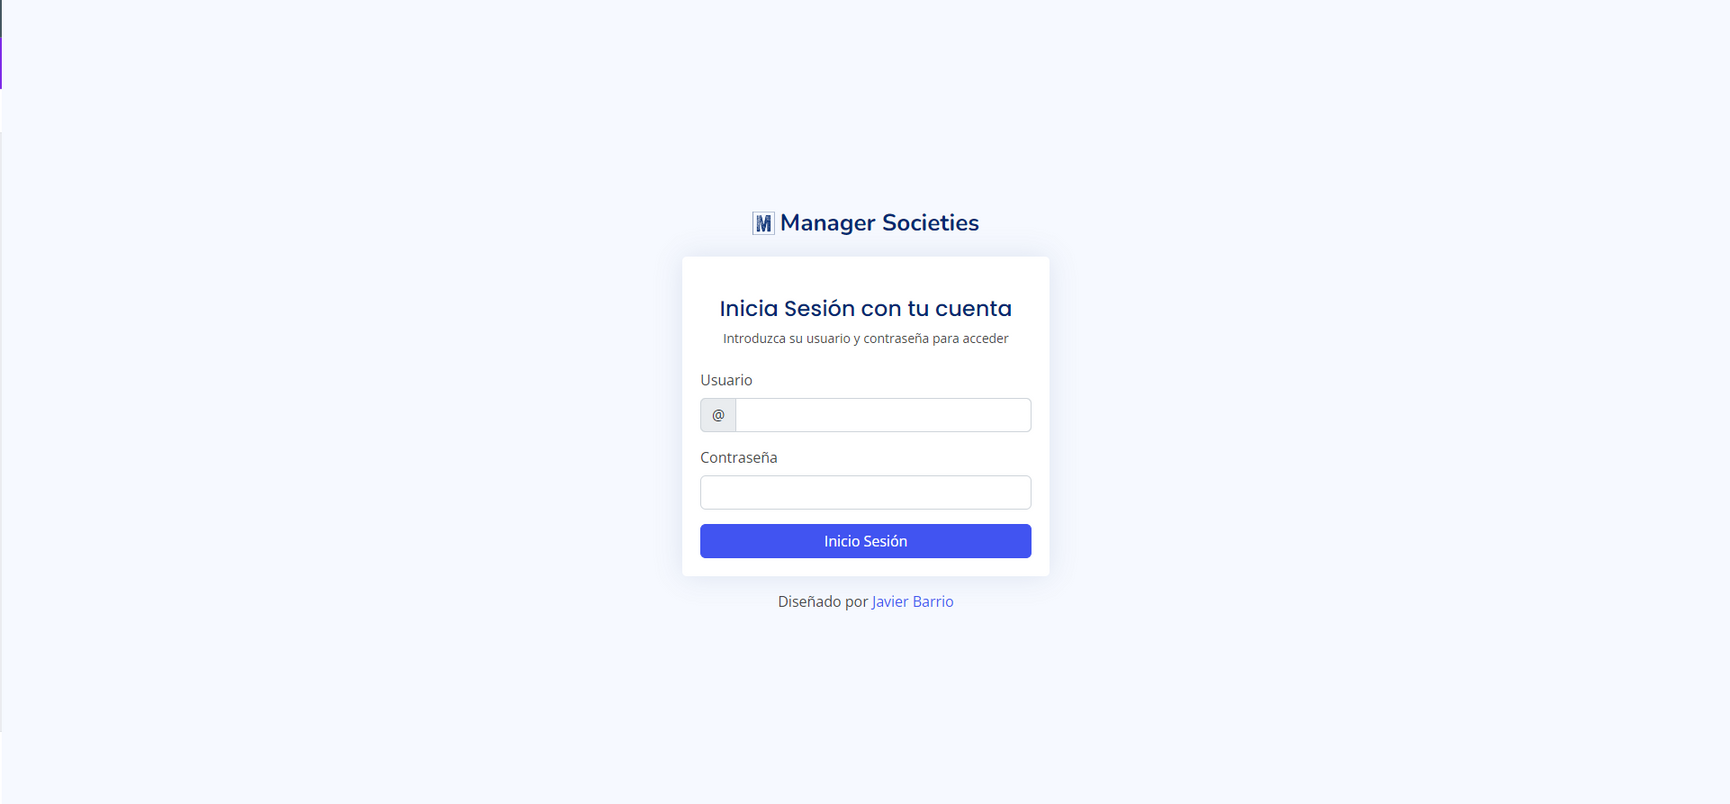 M Manager Societies
Inicia Sesión con tu cuenta
Introduzca su usuario y contraseña para acceder
Usuario
@
Contraseña
Inicio Sesión
Diseñado por Javier Barrio